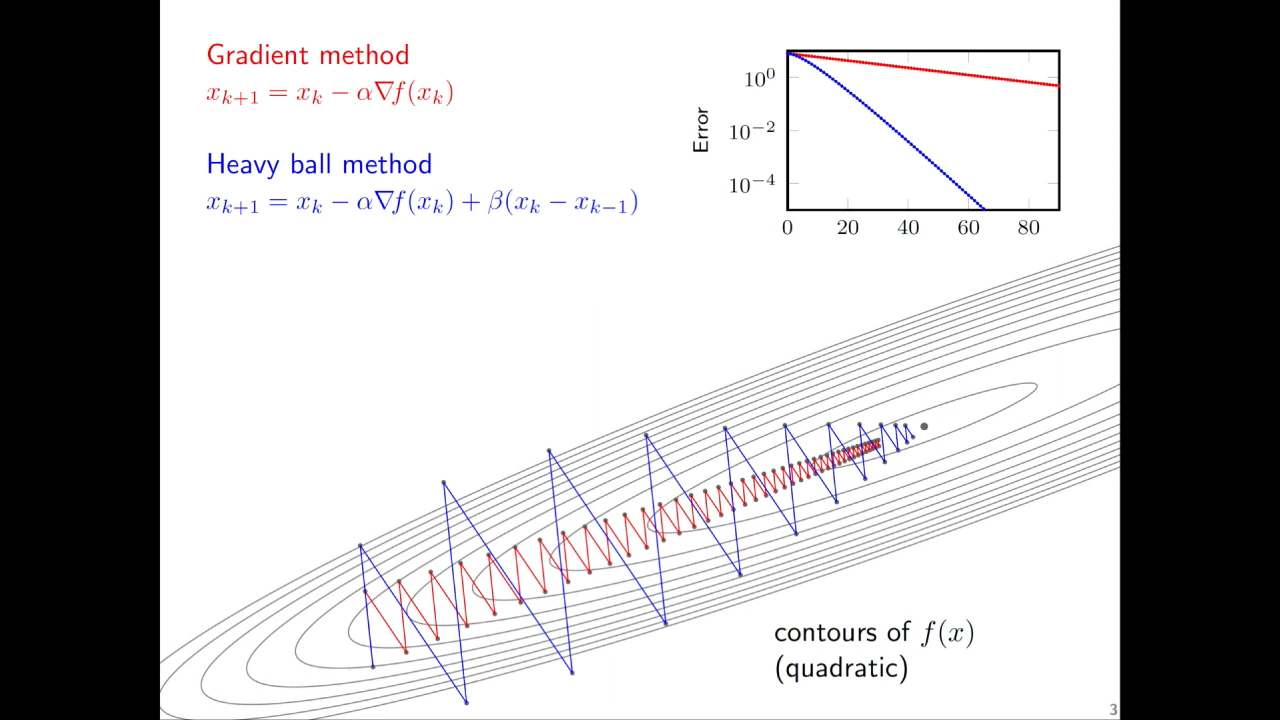 Gradient method
x_{k+1} = x_k − α∇f(x_k)
Heavy ball method
x_{k+1} = x_k − α∇f(x_k) + β(x_k − x_{k−1})
Error
10^0
10^{−2}
10^{−4}
0 20 40 60 80
contours of f(x)
(quadratic)
3